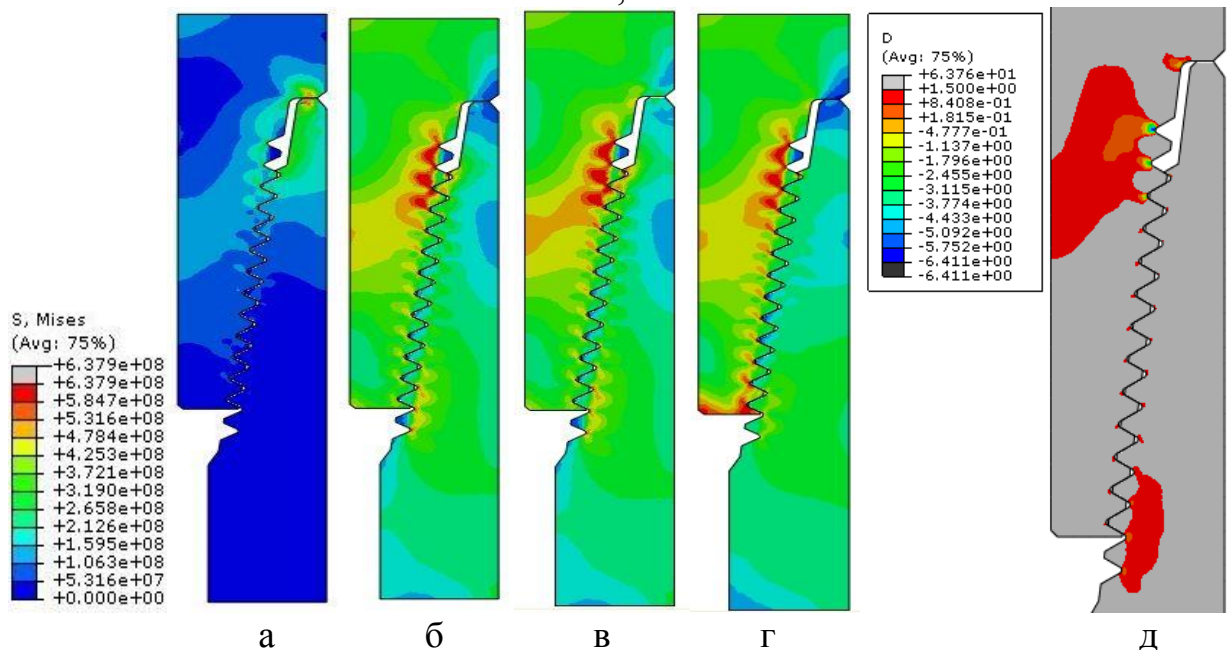 S, Mises
(Avg: 75%)
+6.379e+08
+6.379e+08
+5.847e+08
+5.316e+08
+4.784e+08
+4.253e+08
+3.721e+08
+3.190e+08
+2.658e+08
+2.126e+08
+1.595e+08
+1.063e+08
+5.316e+07
+0.000e+00
D
(Avg: 75%)
+6.376e+01
+1.500e+00
+8.408e-01
+1.815e-01
-4.777e-01
-1.137e+00
-1.796e+00
-2.455e+00
-3.115e+00
-3.774e+00
-4.433e+00
-5.092e+00
-5.752e+00
-6.411e+00
-6.411e+00
а б в г д